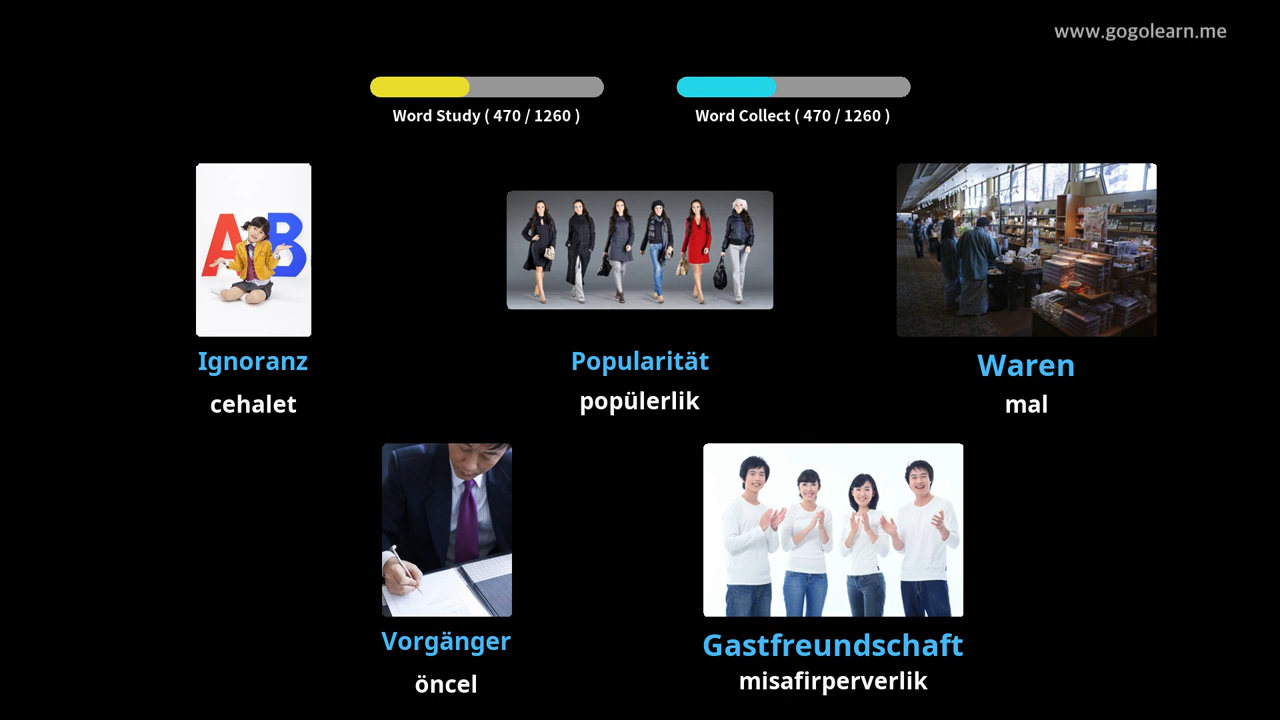 www.gogolearn.me
Word Study ( 470 / 1260 )
Word Collect ( 470 / 1260 )
A B
Ignoranz
cehalet
Popularität
popülerlik
Waren
mal
Vorgänger
öncel
Gastfreundschaft
misafirperverlik